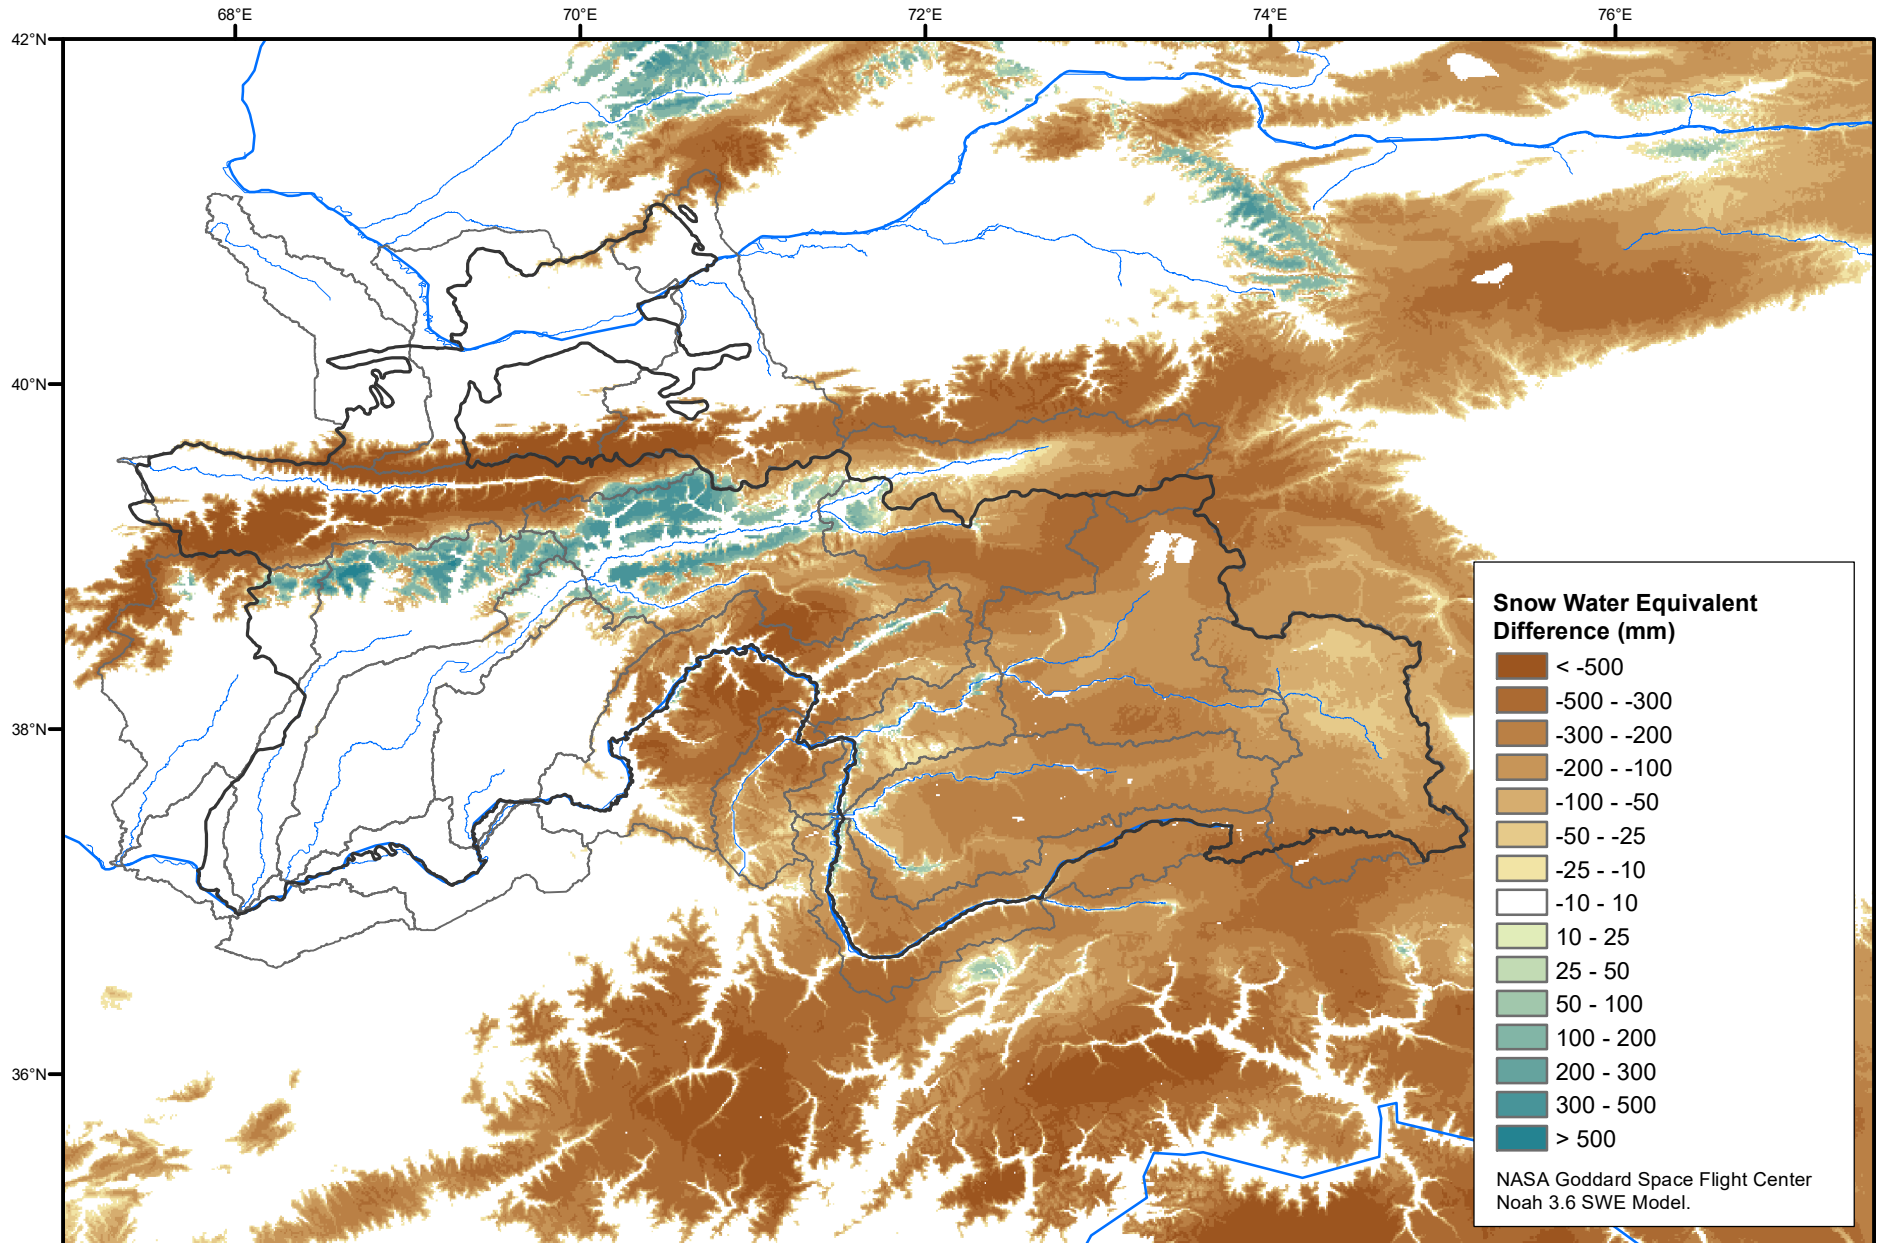 68°E 70°E 72°E 74°E 76°E
42°N
40°N
38°N
36°N
Snow Water Equivalent
Difference (mm)
< -500
-500 - -300
-300 - -200
-200 - -100
-100 - -50
-50 - -25
-25 - -10
-10 - 10
10 - 25
25 - 50
50 - 100
100 - 200
200 - 300
300 - 500
> 500
NASA Goddard Space Flight Center
Noah 3.6 SWE Model.